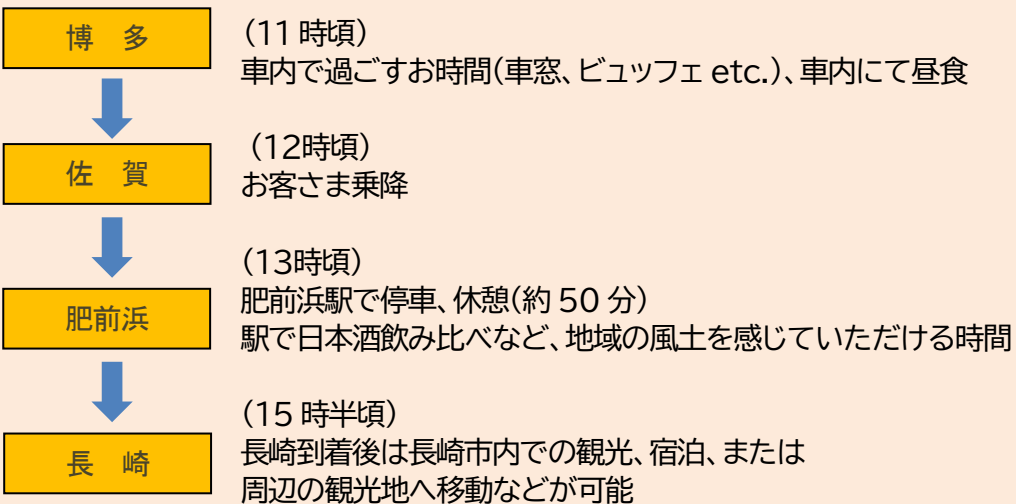 博　多
（11 時頃）
車内で過ごすお時間（車窓、ビュッフェ etc.）、車内にて昼食
佐　賀
（12時頃）
お客さま乗降
肥前浜
（13時頃）
肥前浜駅で停車、休憩（約 50 分）
駅で日本酒飲み比べなど、地域の風土を感じていただける時間
長　崎
（15 時半頃）
長崎到着後は長崎市内での観光、宿泊、または
周辺の観光地へ移動などが可能